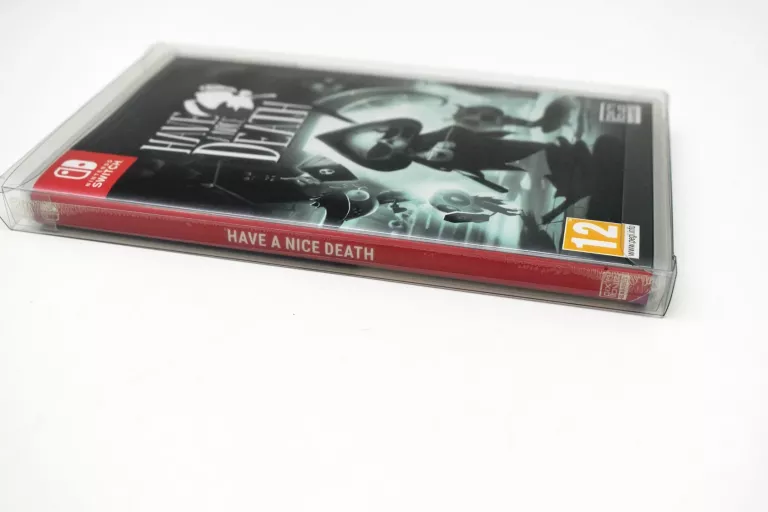 HAVE
A NICE
DEATH
NINTENDO
SWITCH
12
www.pegi.info
HAVE A NICE DEATH